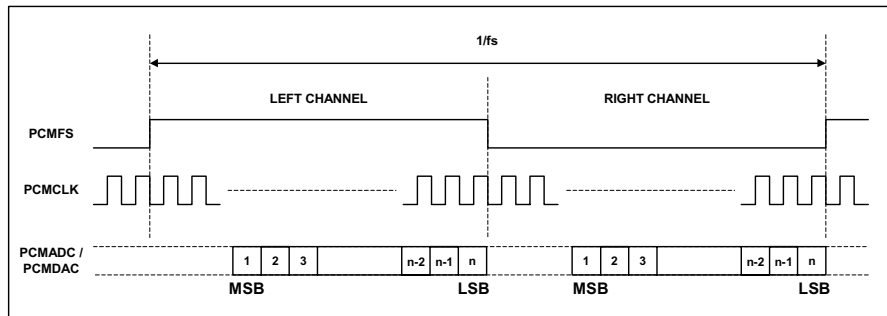 1/fs
LEFT CHANNEL RIGHT CHANNEL
PCMFS
PCMCLK
PCMADC /
PCMDAC
1 2 3 n-2 n-1 n 1 2 3 n-2 n-1 n
MSB LSB MSB LSB